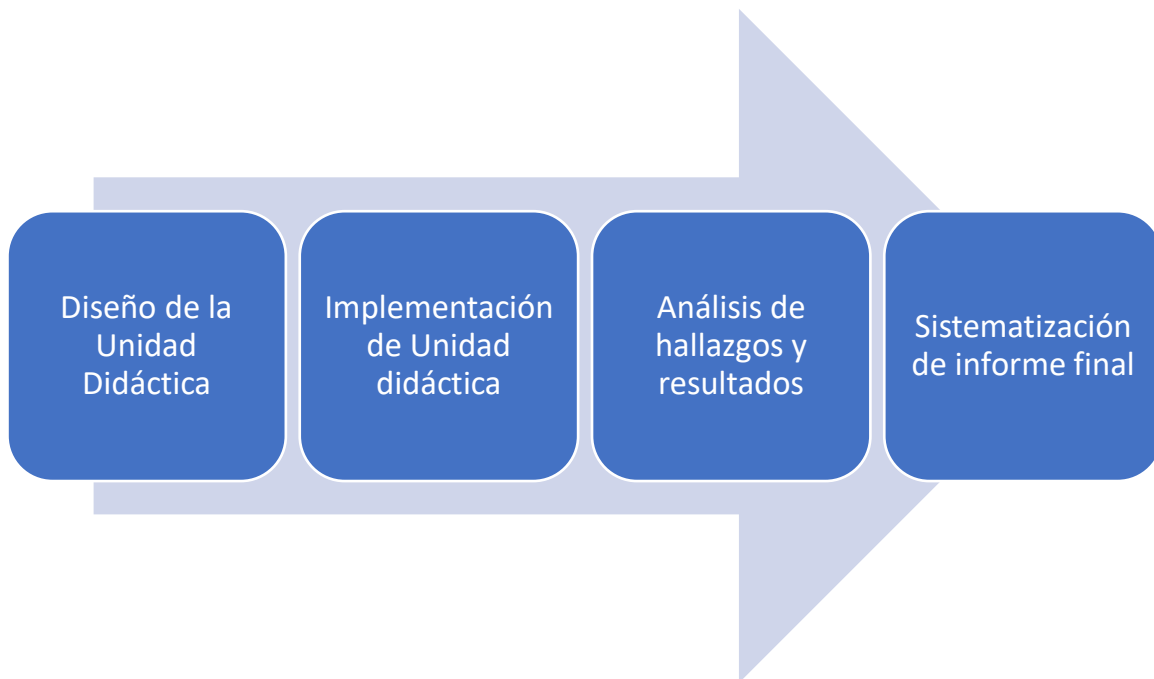 Diseño de la
Unidad
Didáctica
Implementación
de Unidad
didáctica
Análisis de
hallazgos y
resultados
Sistematización
de informe final